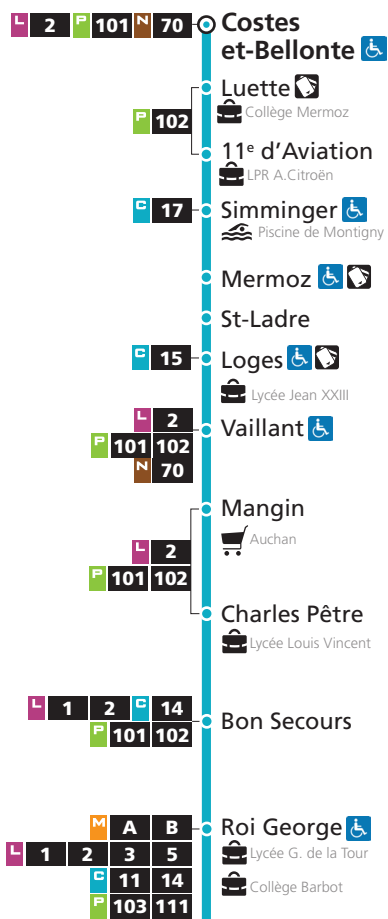 L 2 P 101 N 70 Costes
et-Bellonte
Luette
Collège Mermoz
P 102
11e d'Aviation
LPR A.Citroën
C 17 Simminger
Piscine de Montigny
Mermoz
St-Ladre
C 15 Loges
Lycée Jean XXIII
L 2
Vaillant
P 101 102
N 70
Mangin
Auchan
L 2
P 101 102
Charles Pêtre
Lycée Louis Vincent
L 1 2 C 14
Bon Secours
P 101 102
M A B Roi George
L 1 2 3 5 Lycée G. de la Tour
C 11 14 Collège Barbot
P 103 111